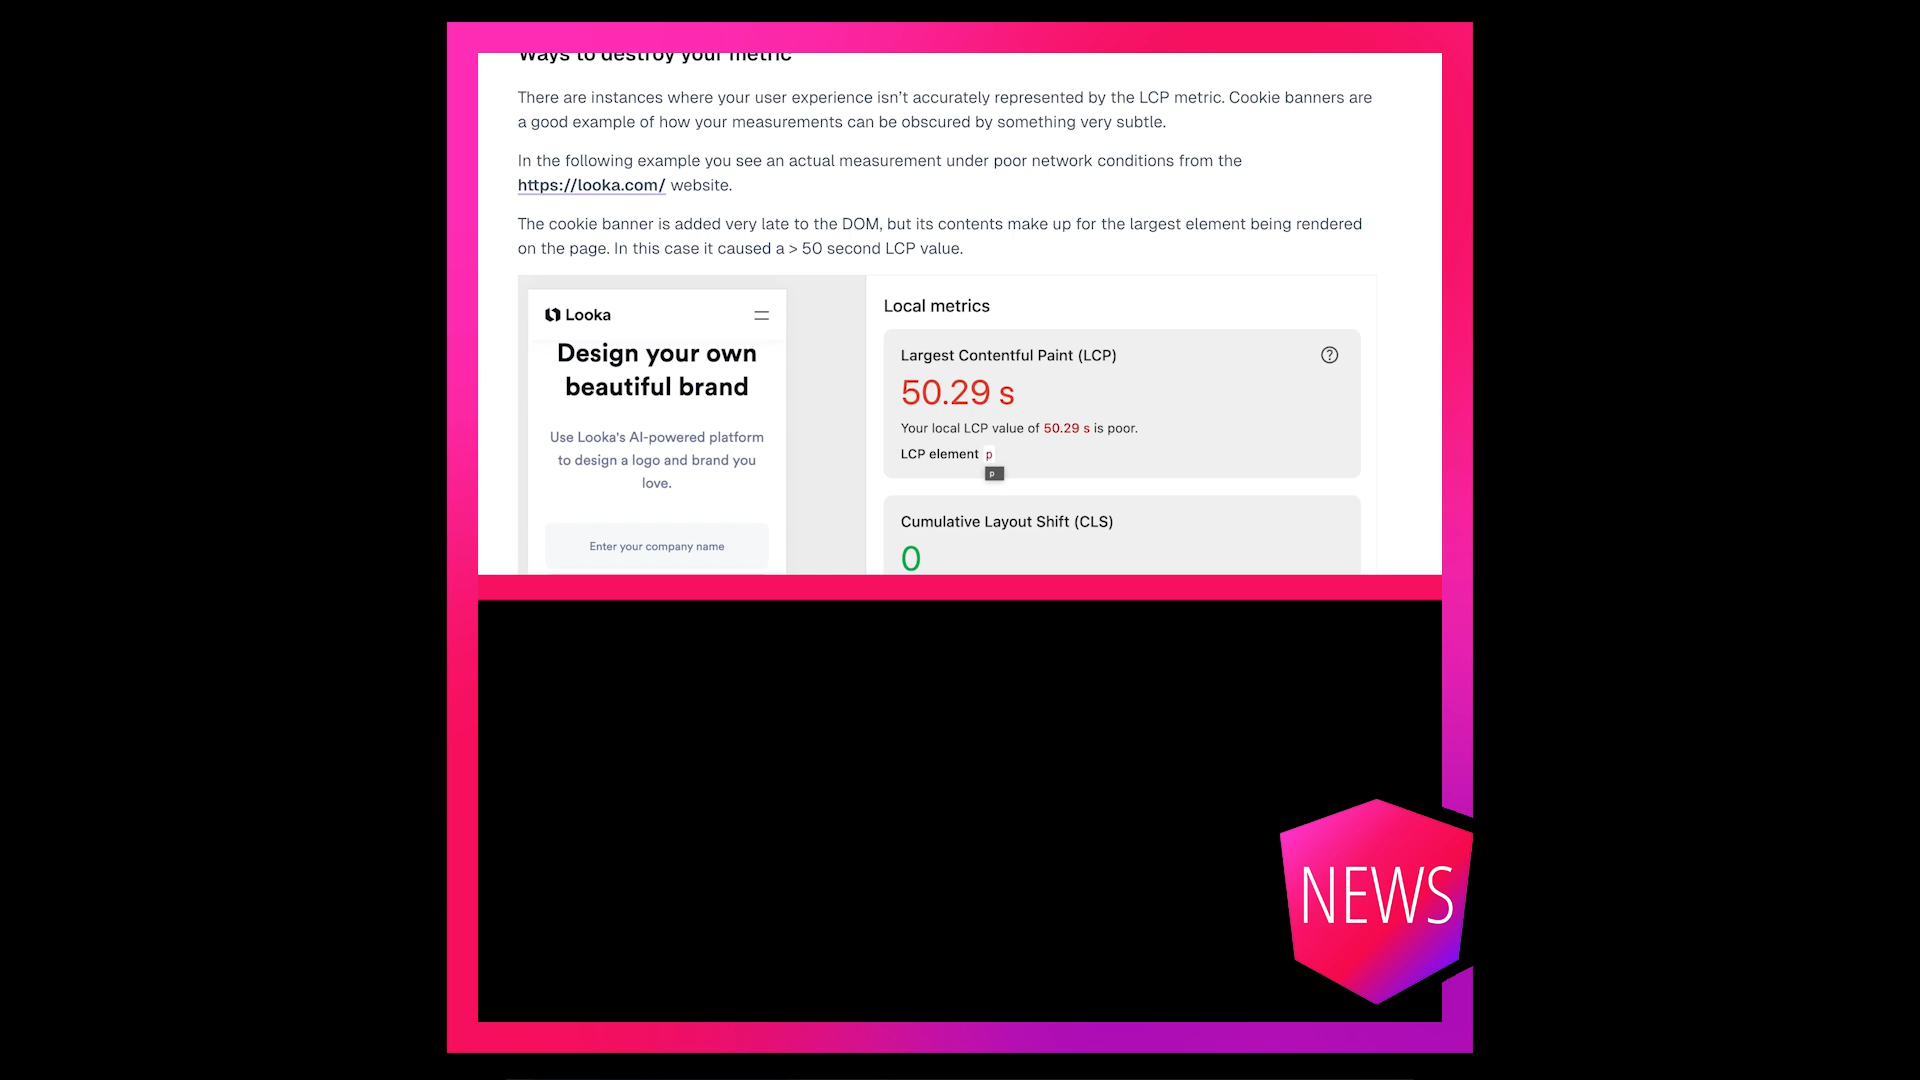 Ways to destroy your metric
There are instances where your user experience isn’t accurately represented by the LCP metric. Cookie banners are
a good example of how your measurements can be obscured by something very subtle.
In the following example you see an actual measurement under poor network conditions from the
https://looka.com/ website.
The cookie banner is added very late to the DOM, but its contents make up for the largest element being rendered
on the page. In this case it caused a > 50 second LCP value.
Looka
Design your own
beautiful brand
Use Looka's AI-powered platform
to design a logo and brand you
love.
Enter your company name
Local metrics
Largest Contentful Paint (LCP)
?
50.29 s
Your local LCP value of 50.29 s is poor.
LCP element p
p
Cumulative Layout Shift (CLS)
0
NEWS